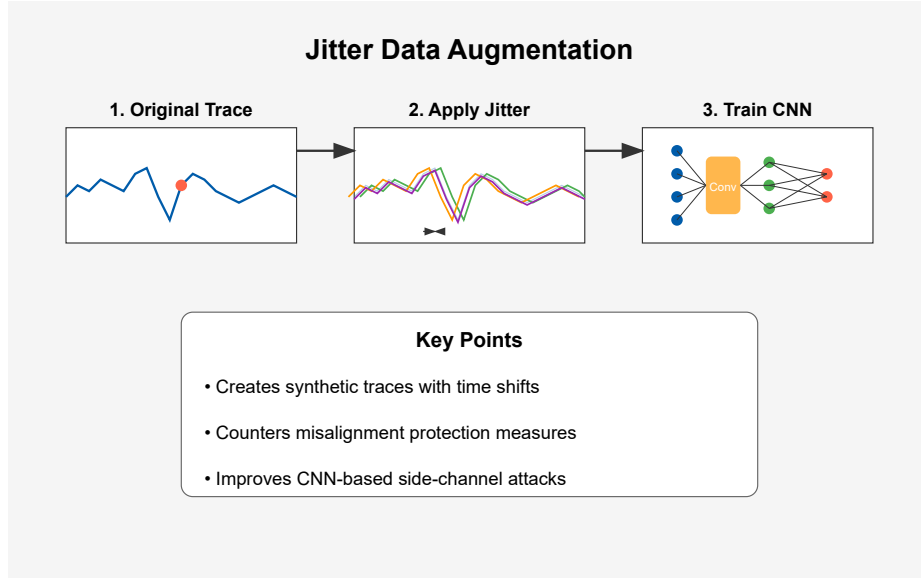 Jitter Data Augmentation
1. Original Trace
2. Apply Jitter
3. Train CNN
Conv
Key Points
• Creates synthetic traces with time shifts
• Counters misalignment protection measures
• Improves CNN-based side-channel attacks